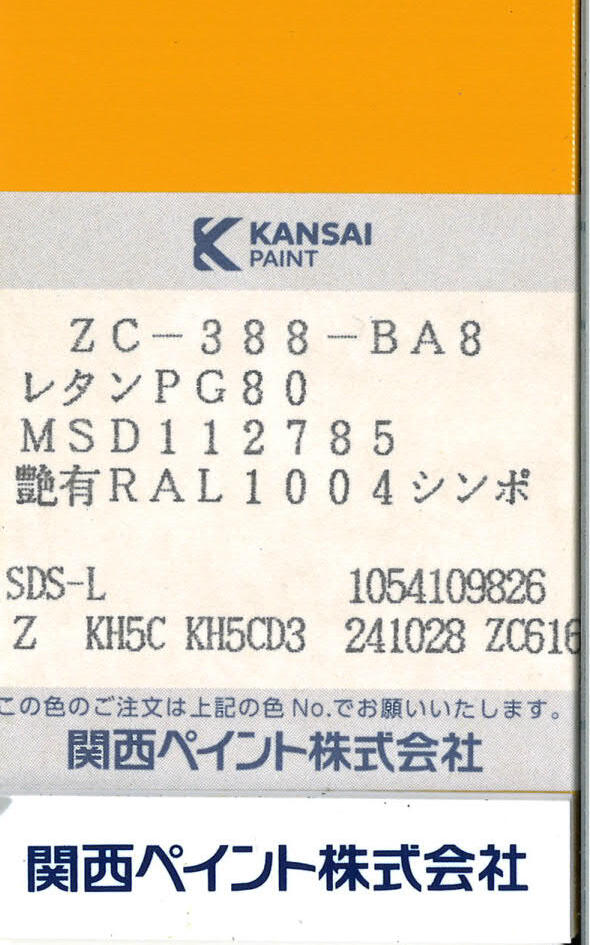 KANSAI
PAINT
ZC-388-BA8
レタンPG80
MSD112785
艶有RAL1004シンポ
SDS-L 1054109826
Z KH5C KH5CD3 241028 ZC616
この色のご注文は上記の色No.でお願いいたします。
関西ペイント株式会社
関西ペイント株式会社